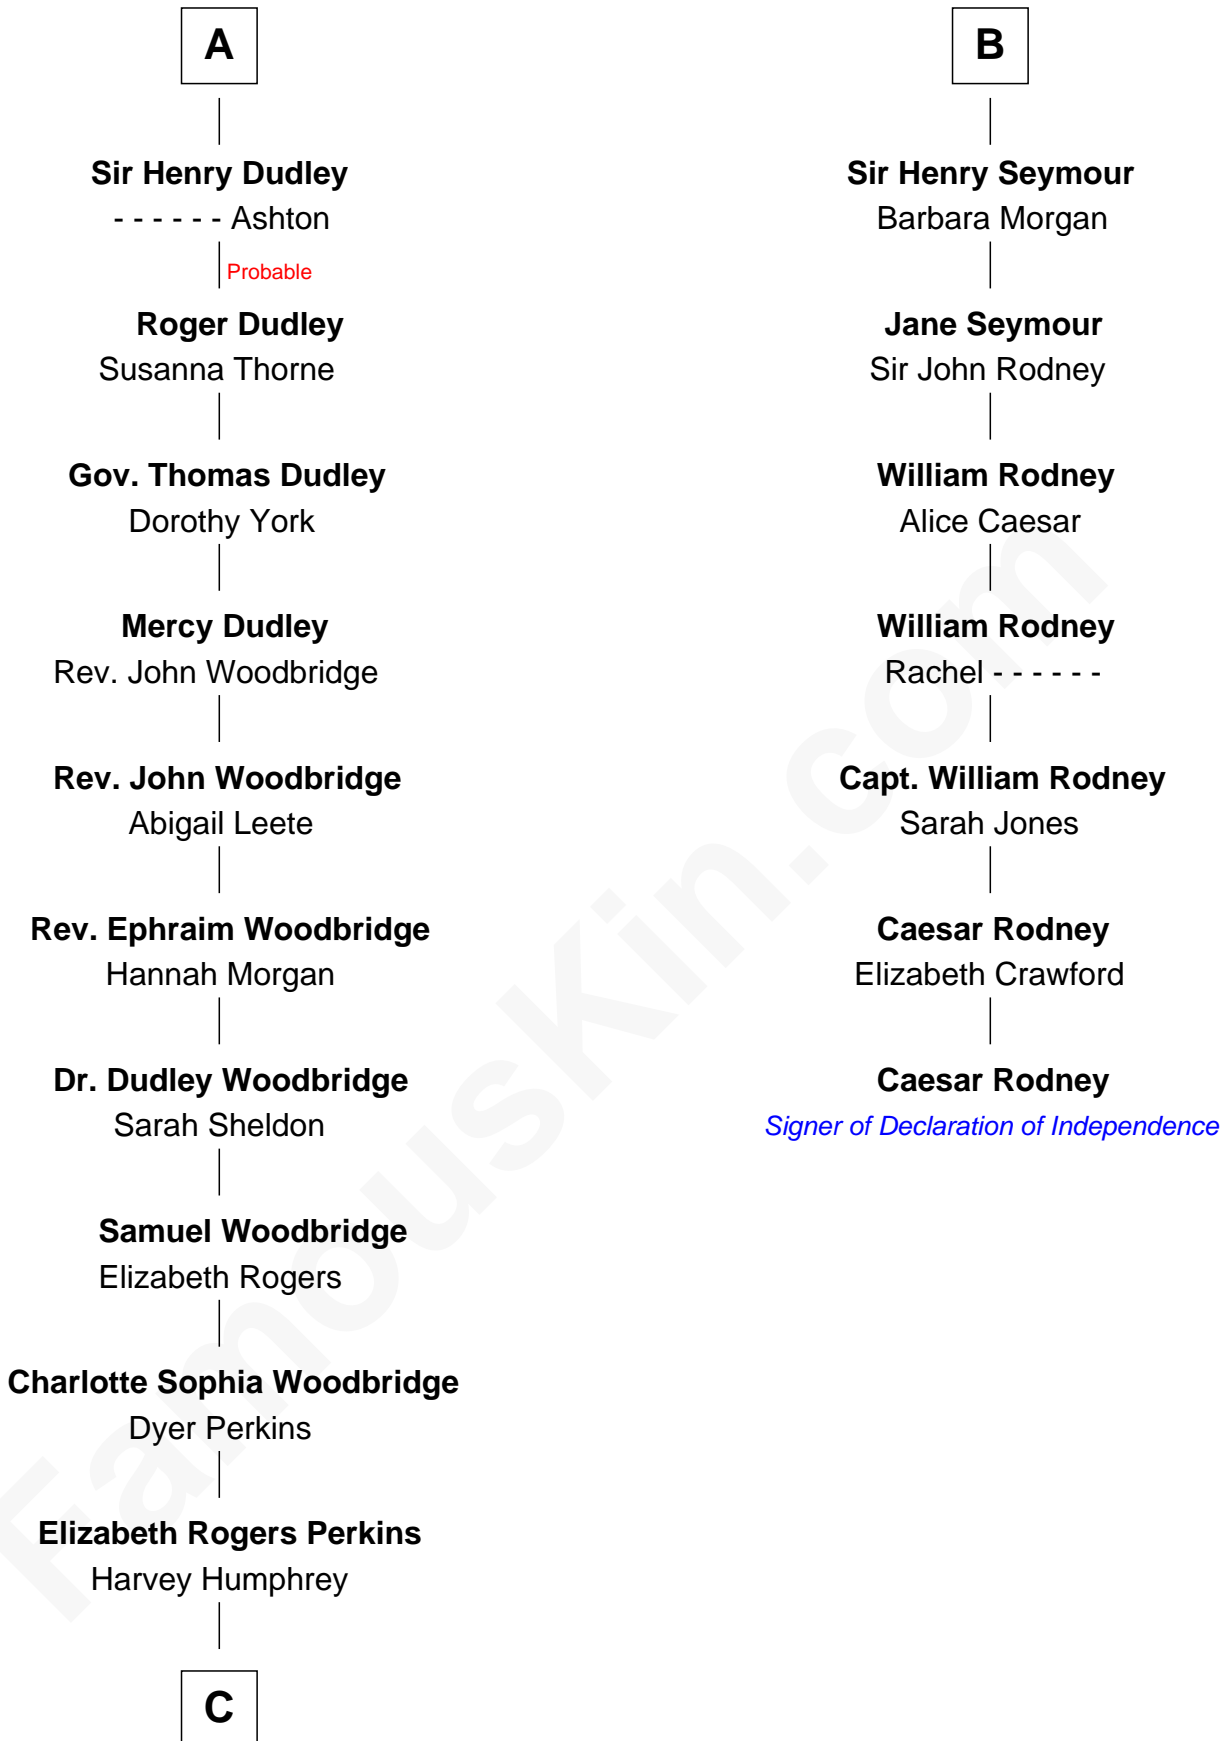 A
Sir Henry Dudley
- - - - - - Ashton
Probable
Roger Dudley
Susanna Thorne
Gov. Thomas Dudley
Dorothy York
Mercy Dudley
Rev. John Woodbridge
Rev. John Woodbridge
Abigail Leete
Rev. Ephraim Woodbridge
Hannah Morgan
Dr. Dudley Woodbridge
Sarah Sheldon
Samuel Woodbridge
Elizabeth Rogers
Charlotte Sophia Woodbridge
Dyer Perkins
Elizabeth Rogers Perkins
Harvey Humphrey
C
B
Sir Henry Seymour
Barbara Morgan
Jane Seymour
Sir John Rodney
William Rodney
Alice Caesar
William Rodney
Rachel - - - - - -
Capt. William Rodney
Sarah Jones
Caesar Rodney
Elizabeth Crawford
Caesar Rodney
Signer of Declaration of Independence
FamousKin.com